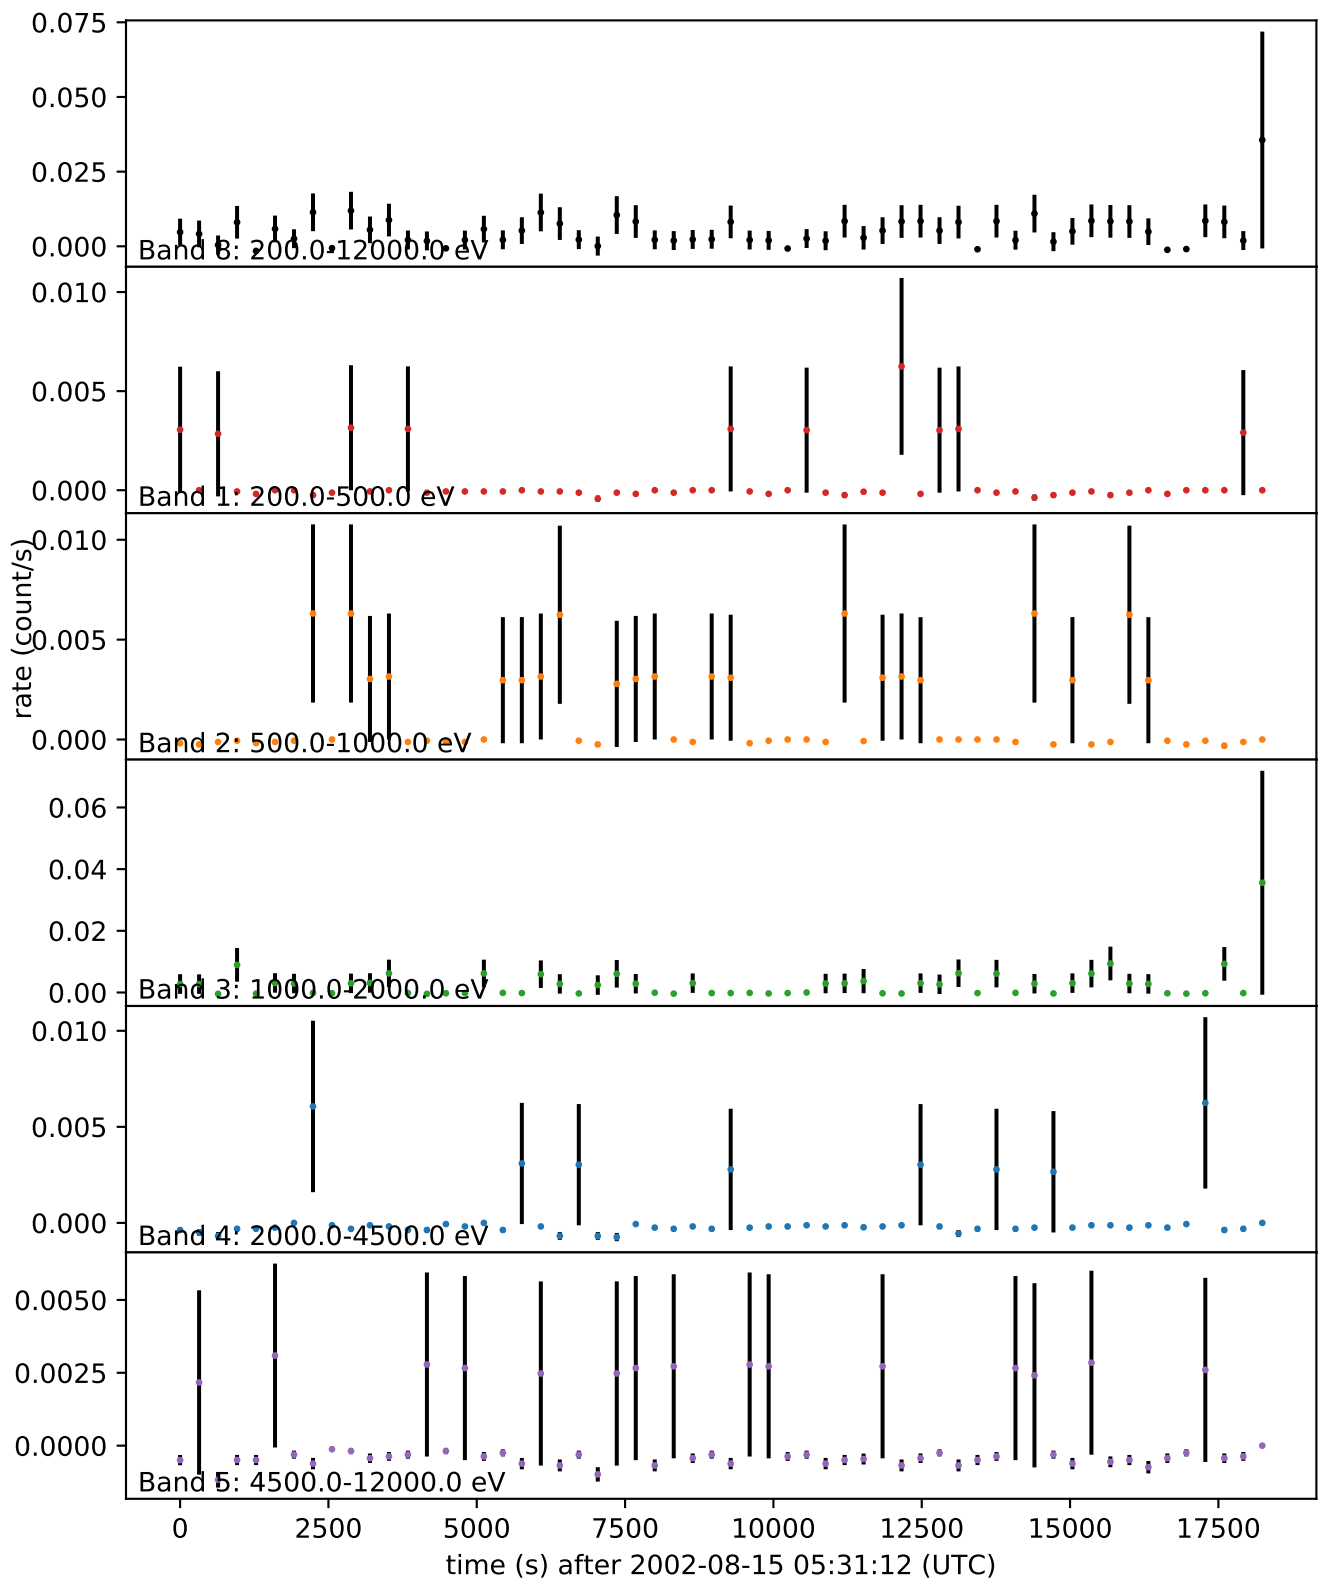 0.075
0.050
0.025
0.000
Band 8: 200.0-12000.0 eV
0.010
0.005
0.000
Band 1: 200.0-500.0 eV
rate (count/s)
0.010
0.005
0.000
Band 2: 500.0-1000.0 eV
0.06
0.04
0.02
0.00
Band 3: 1000.0-2000.0 eV
0.010
0.005
0.000
Band 4: 2000.0-4500.0 eV
0.0050
0.0025
0.0000
Band 5: 4500.0-12000.0 eV
0 2500 5000 7500 10000 12500 15000 17500
time (s) after 2002-08-15 05:31:12 (UTC)